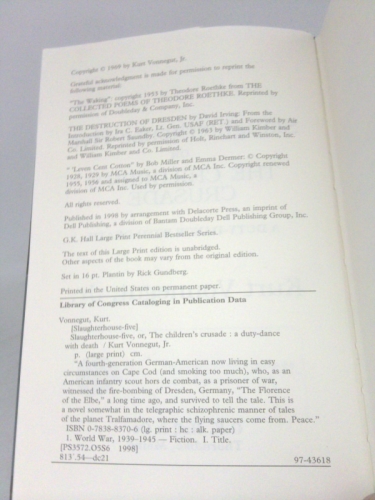 Copyright © 1969 by Kurt Vonnegut, Jr.
Grateful acknowledgment is made for permission to reprint the
following material:
"The Waking": copyright 1953 by Theodore Roethke from THE
COLLECTED POEMS OF THEODORE ROETHKE. Reprinted by
permission of Doubleday & Company, Inc.
THE DESTRUCTION OF DRESDEN by David Irving: From the
Introduction by Ira C. Eaker, Lt. Gen. USAF (RET.) and Foreword by Air
Marshall Sir Robert Saundby. Copyright © 1963 by William Kimber and
Co. Limited. Reprinted by permission of Holt, Rinehart and Winston, Inc.
and William Kimber and Co. Limited.
" 'Leven Cent Cotton" by Bob Miller and Emma Dermer: © Copyright
1928, 1929 by MCA Music, a division of MCA Inc. Copyright renewed
1955, 1956 and assigned to MCA Music, a
division of MCA Inc. Used by permission.
All rights reserved.
Published in 1998 by arrangement with Delacorte Press, an imprint of
Dell Publishing, a division of Bantam Doubleday Dell Publishing Group, Inc.
G.K. Hall Large Print Perennial Bestseller Series.
The text of this Large Print edition is unabridged.
Other aspects of the book may vary from the original edition.
Set in 16 pt. Plantin by Rick Gundberg.
Printed in the United States on permanent paper.
Library of Congress Cataloging in Publication Data
Vonnegut, Kurt.
[Slaughterhouse-five]
Slaughterhouse-five, or, The children's crusade : a duty-dance
with death / Kurt Vonnegut, Jr.
p. (large print) cm.
"A fourth-generation German-American now living in easy
circumstances on Cape Cod (and smoking too much), who, as an
American infantry scout hors de combat, as a prisoner of war,
witnessed the fire-bombing of Dresden, Germany, "The Florence
of the Elbe," a long time ago, and survived to tell the tale. This is
a novel somewhat in the telegraphic schizophrenic manner of tales
of the planet Tralfamadore, where the flying saucers come from. Peace."
ISBN 0-7838-8370-6 (lg. print : hc : alk. paper)
1. World War, 1939-1945 — Fiction. I. Title.
[PS3572.O5S6 1998]
813'.54—dc21 97-43618